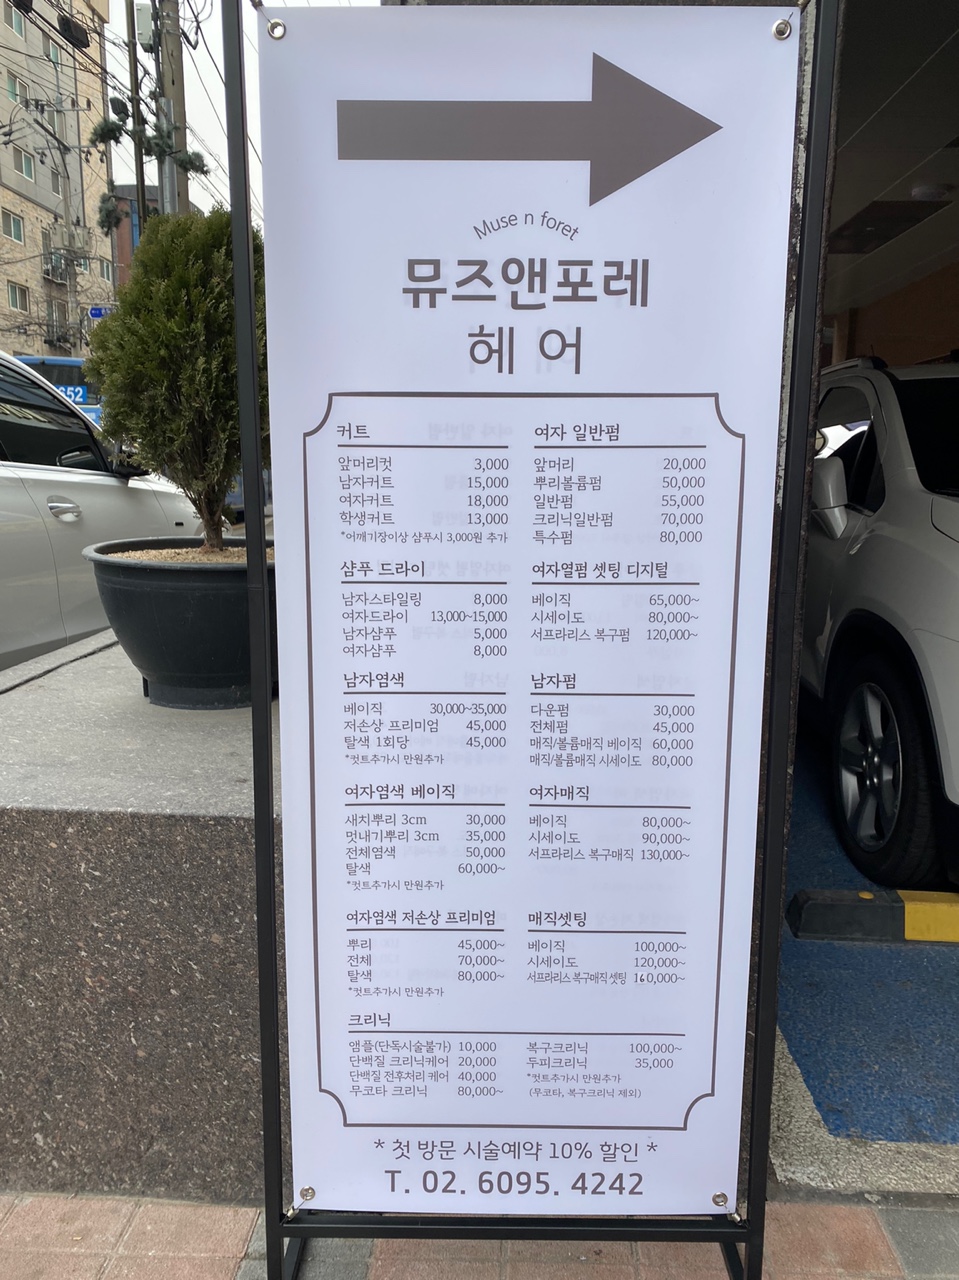 652
Muse n foret
뮤즈앤포레
헤어
커트
앞머리컷 3,000
남자커트 15,000
여자커트 18,000
학생커트 13,000
*어깨기장이상 샴푸시 3,000원 추가
샴푸 드라이
남자스타일링 8,000
여자드라이 13,000~15,000
남자샴푸 5,000
여자샴푸 8,000
남자염색
베이직 30,000~35,000
저손상 프리미엄 45,000
탈색 1회당 45,000
*컷트추가시 만원추가
여자염색 베이직
새치뿌리 3cm 30,000
멋내기뿌리 3cm 35,000
전체염색 50,000
탈색 60,000~
*컷트추가시 만원추가
여자염색 저손상 프리미엄
뿌리 45,000~
전체 70,000~
탈색 80,000~
*컷트추가시 만원추가
여자 일반펌
앞머리 20,000
뿌리볼륨펌 50,000
일반펌 55,000
크리닉일반펌 70,000
특수펌 80,000
여자열펌 셋팅 디지털
베이직 65,000~
시세이도 80,000~
서프라리스 복구펌 120,000~
남자펌
다운펌 30,000
전체펌 45,000
매직/볼륨매직 베이직 60,000
매직/볼륨매직 시세이도 80,000
여자매직
베이직 80,000~
시세이도 90,000~
서프라리스 복구매직 130,000~
매직셋팅
베이직 100,000~
시세이도 120,000~
서프라리스 복구매직 셋팅
크리닉
앰플(단독시술불가) 10,000
단백질 크리닉케어 20,000
단백질 전후처리 케어 40,000
무코타 크리닉 80,000~
복구크리닉 100,000~
두피크리닉 35,000
*컷트추가시 만원추가
(무코타, 복구크리닉 제외)
* 첫 방문 시술예약 10% 할인 *
T. 02. 6095. 4242